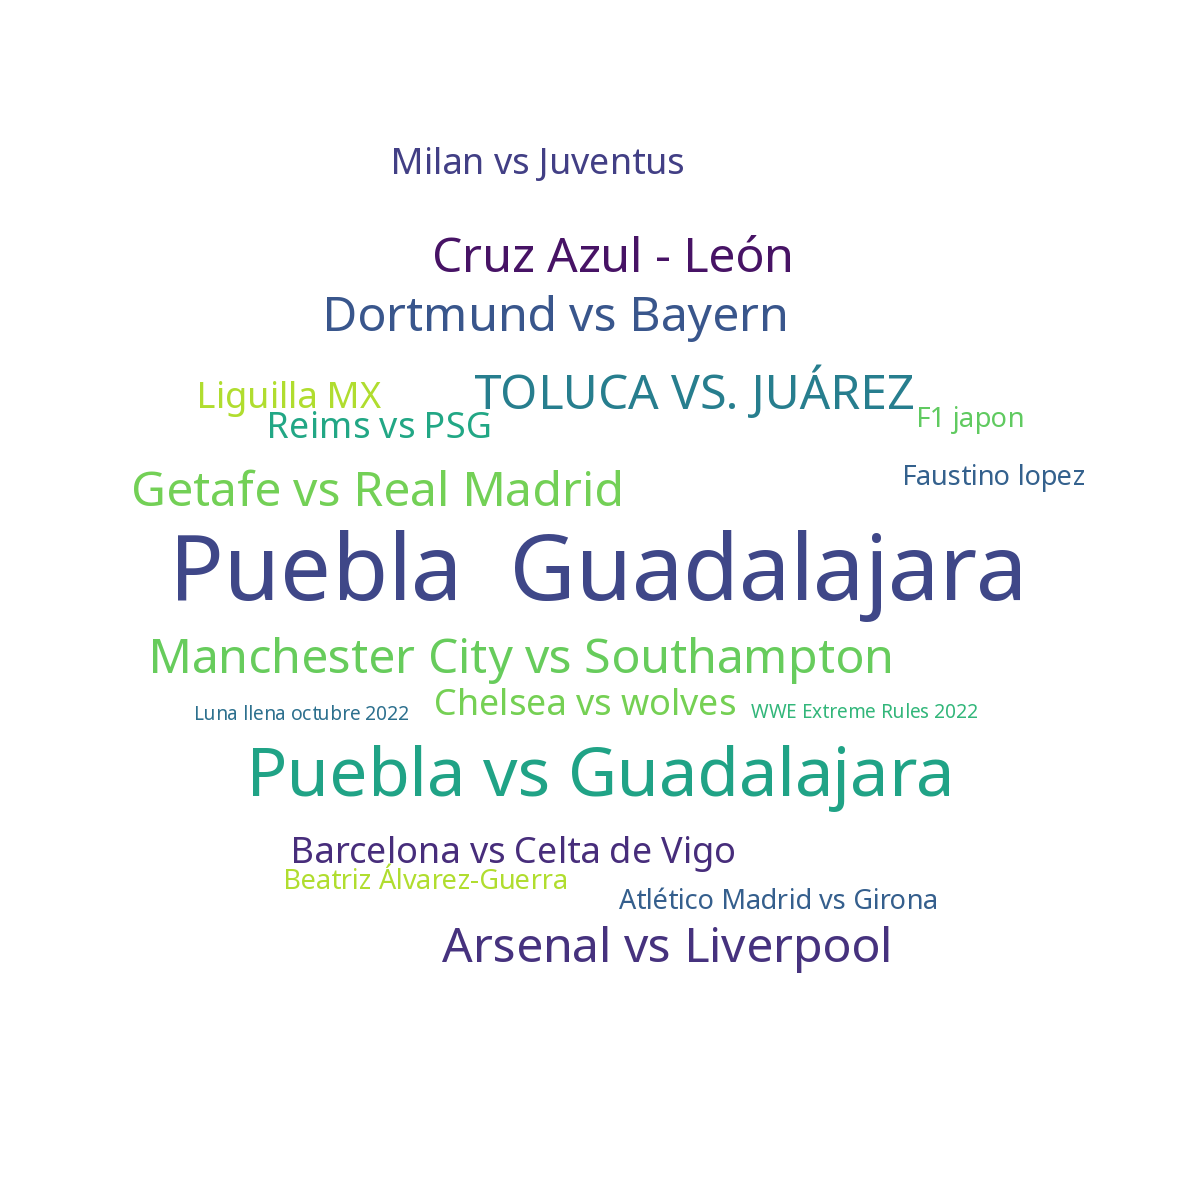 Milan vs Juventus
Cruz Azul - León
Dortmund vs Bayern
Liguilla MX
TOLUCA VS. JUÁREZ
F1 japon
Reims vs PSG
Getafe vs Real Madrid
Faustino lopez
Puebla  Guadalajara
Manchester City vs Southampton
Luna llena octubre 2022
Chelsea vs wolves
WWE Extreme Rules 2022
Puebla vs Guadalajara
Barcelona vs Celta de Vigo
Beatriz Álvarez-Guerra
Atlético Madrid vs Girona
Arsenal vs Liverpool